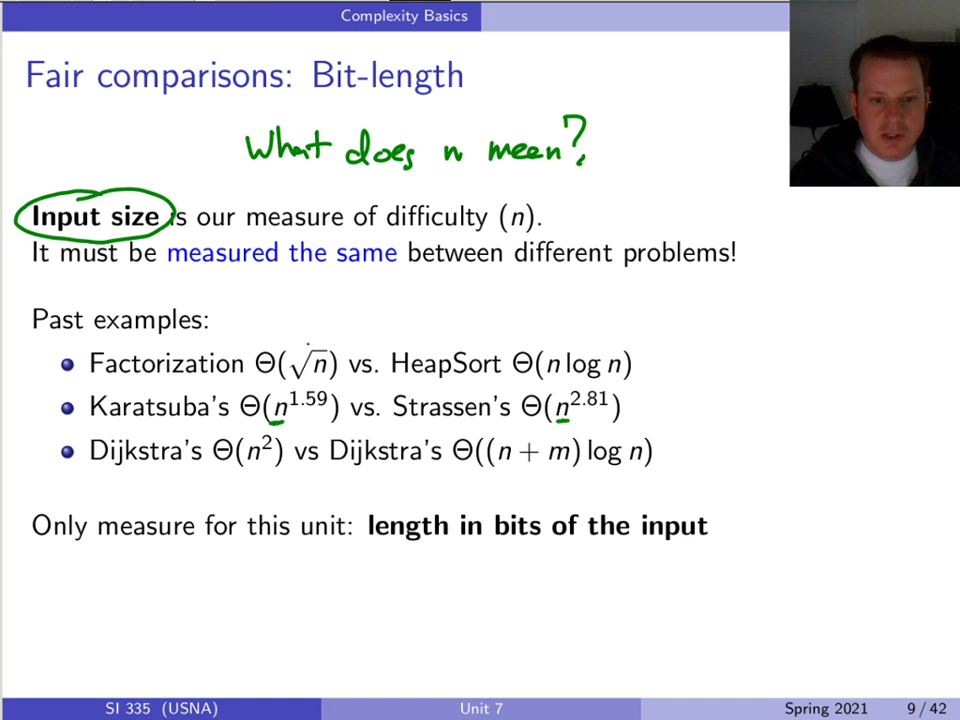 Complexity Basics
Fair comparisons: Bit-length
What does n mean?
Input size is our measure of difficulty (n).
It must be measured the same between different problems!
Past examples:
Factorization Θ(√n) vs. HeapSort Θ(n log n)
Karatsuba's Θ(n^1.59) vs. Strassen's Θ(n^2.81)
Dijkstra's Θ(n²) vs Dijkstra's Θ((n + m) log n)
Only measure for this unit: length in bits of the input
SI 335 (USNA) Unit 7 Spring 2021 9 / 42